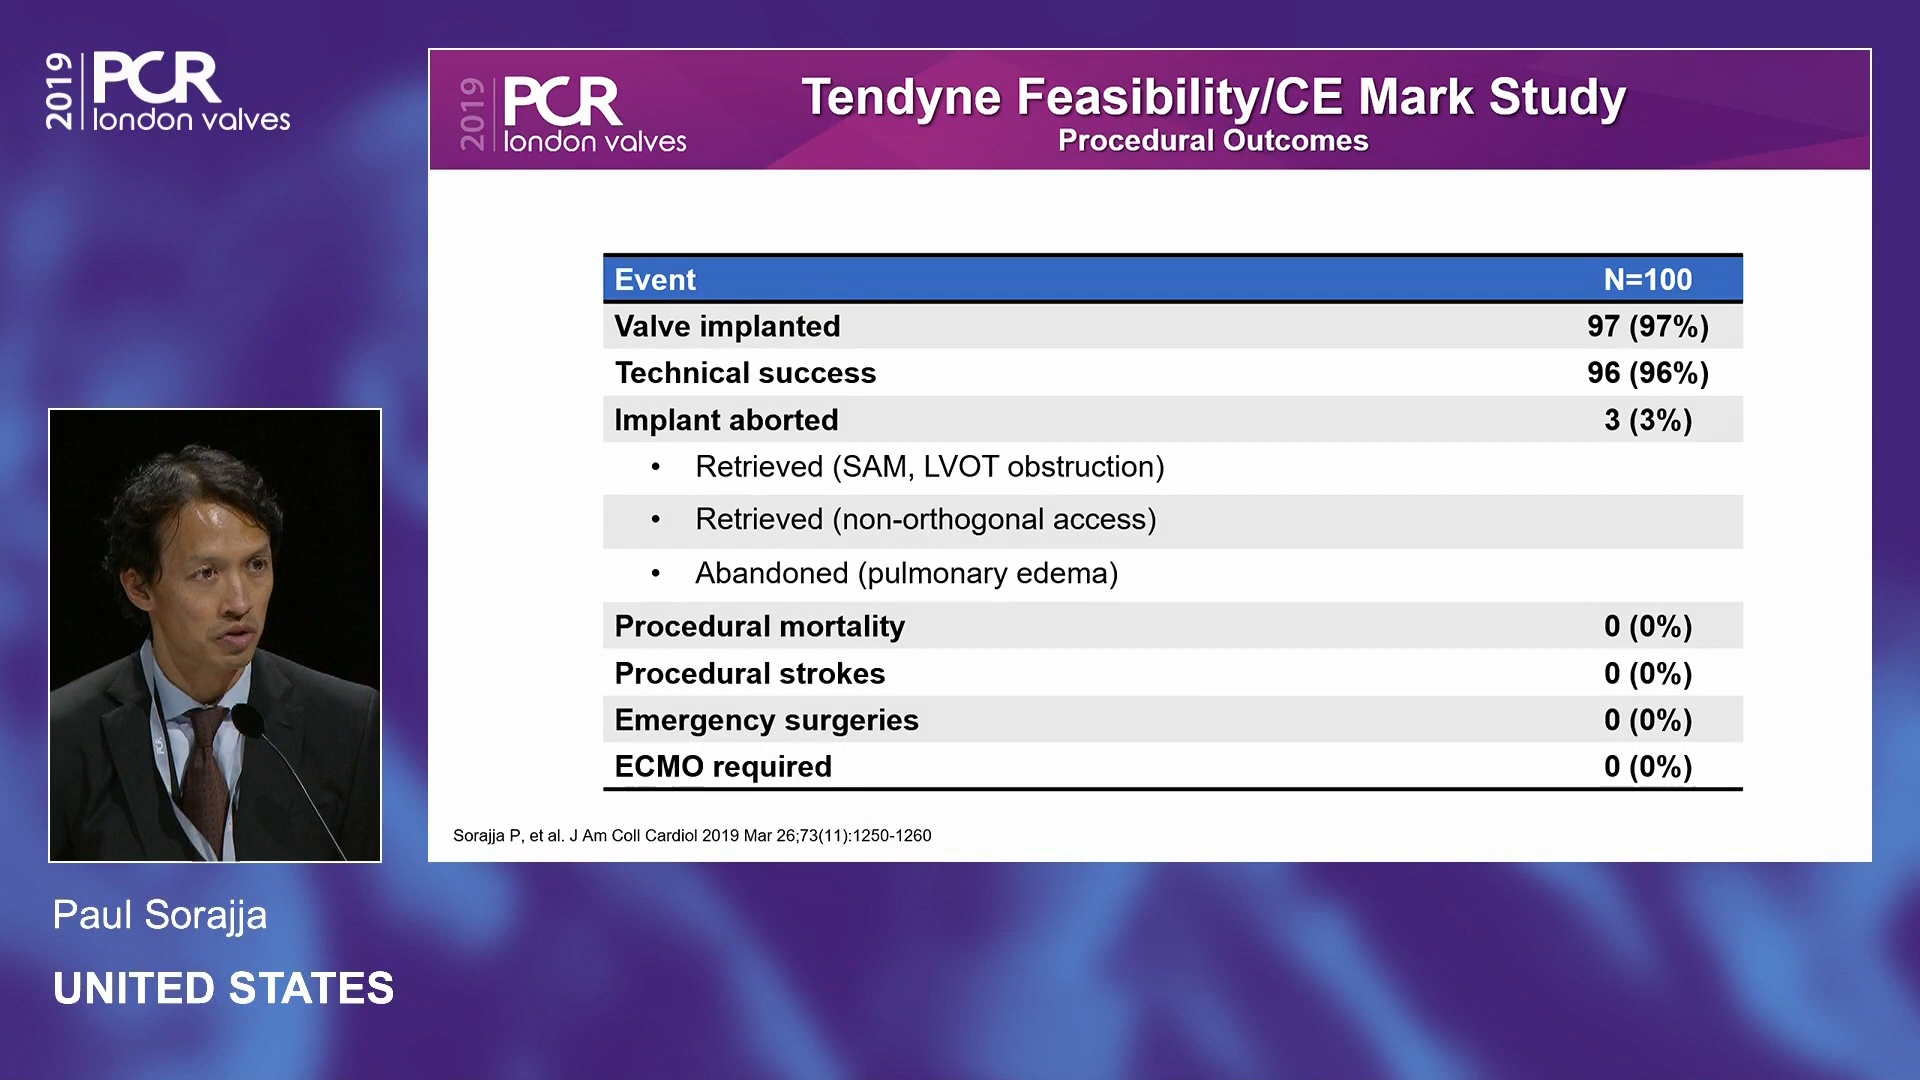 2019
PCR
london valves
2019
PCR
london valves
Tendyne Feasibility/CE Mark Study
Procedural Outcomes
Event N=100
Valve implanted 97 (97%)
Technical success 96 (96%)
Implant aborted 3 (3%)
• Retrieved (SAM, LVOT obstruction)
• Retrieved (non-orthogonal access)
• Abandoned (pulmonary edema)
Procedural mortality 0 (0%)
Procedural strokes 0 (0%)
Emergency surgeries 0 (0%)
ECMO required 0 (0%)
Sorajja P, et al. J Am Coll Cardiol 2019 Mar 26;73(11):1250-1260
PCR
Paul Sorajja
UNITED STATES